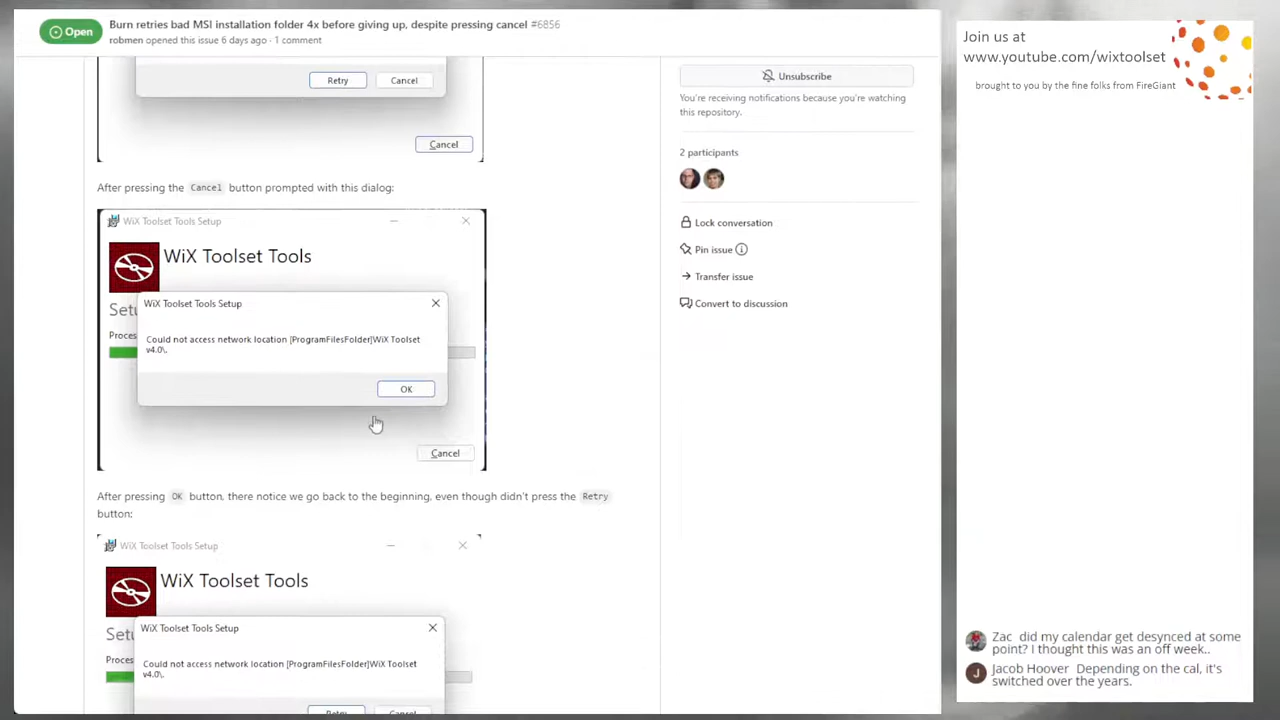 Open
Burn retries bad MSI installation folder 4x before giving up, despite pressing cancel #6856
robmen opened this issue 6 days ago · 1 comment
Retry
Cancel
Cancel
After pressing the Cancel button prompted with this dialog:
WiX Toolset Tools Setup
WiX Toolset Tools
Setu
WiX Toolset Tools Setup
Proces
Could not access network location [ProgramFilesFolder]WiX Toolset
v4.0\.
OK
Cancel
After pressing OK button, there notice we go back to the beginning, even though didn't press the Retry
button:
WiX Toolset Tools Setup
WiX Toolset Tools
Setu
WiX Toolset Tools Setup
Proces
Could not access network location [ProgramFilesFolder]WiX Toolset
v4.0\.
Retry
Cancel
Unsubscribe
You're receiving notifications because you're watching
this repository.
2 participants
Lock conversation
Pin issue
Transfer issue
Convert to discussion
Join us at
www.youtube.com/wixtoolset
brought to you by the fine folks from FireGiant
Zac did my calendar get desynced at some
point? I thought this was an off week..
J
Jacob Hoover Depending on the cal, it's
switched over the years.